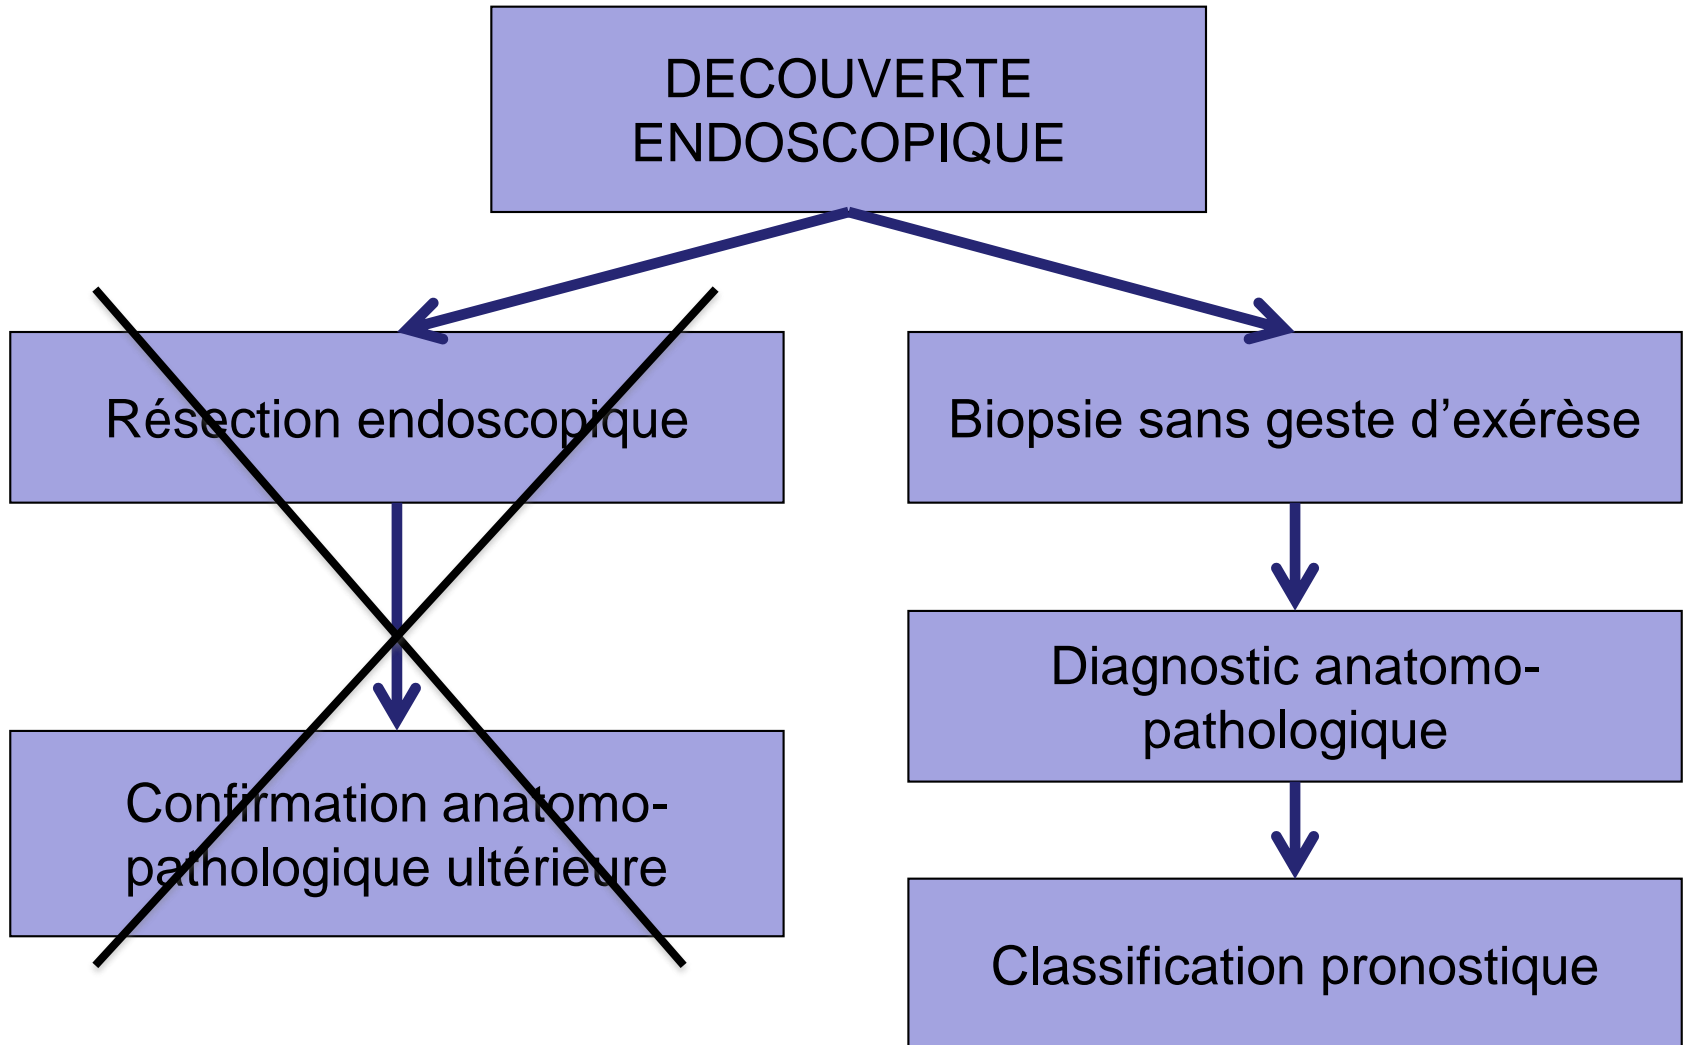 DECOUVERTE
ENDOSCOPIQUE
Résection endoscopique
Biopsie sans geste d’exérèse
Confirmation anatomo-
pathologique ultérieure
Diagnostic anatomo-
pathologique
Classification pronostique